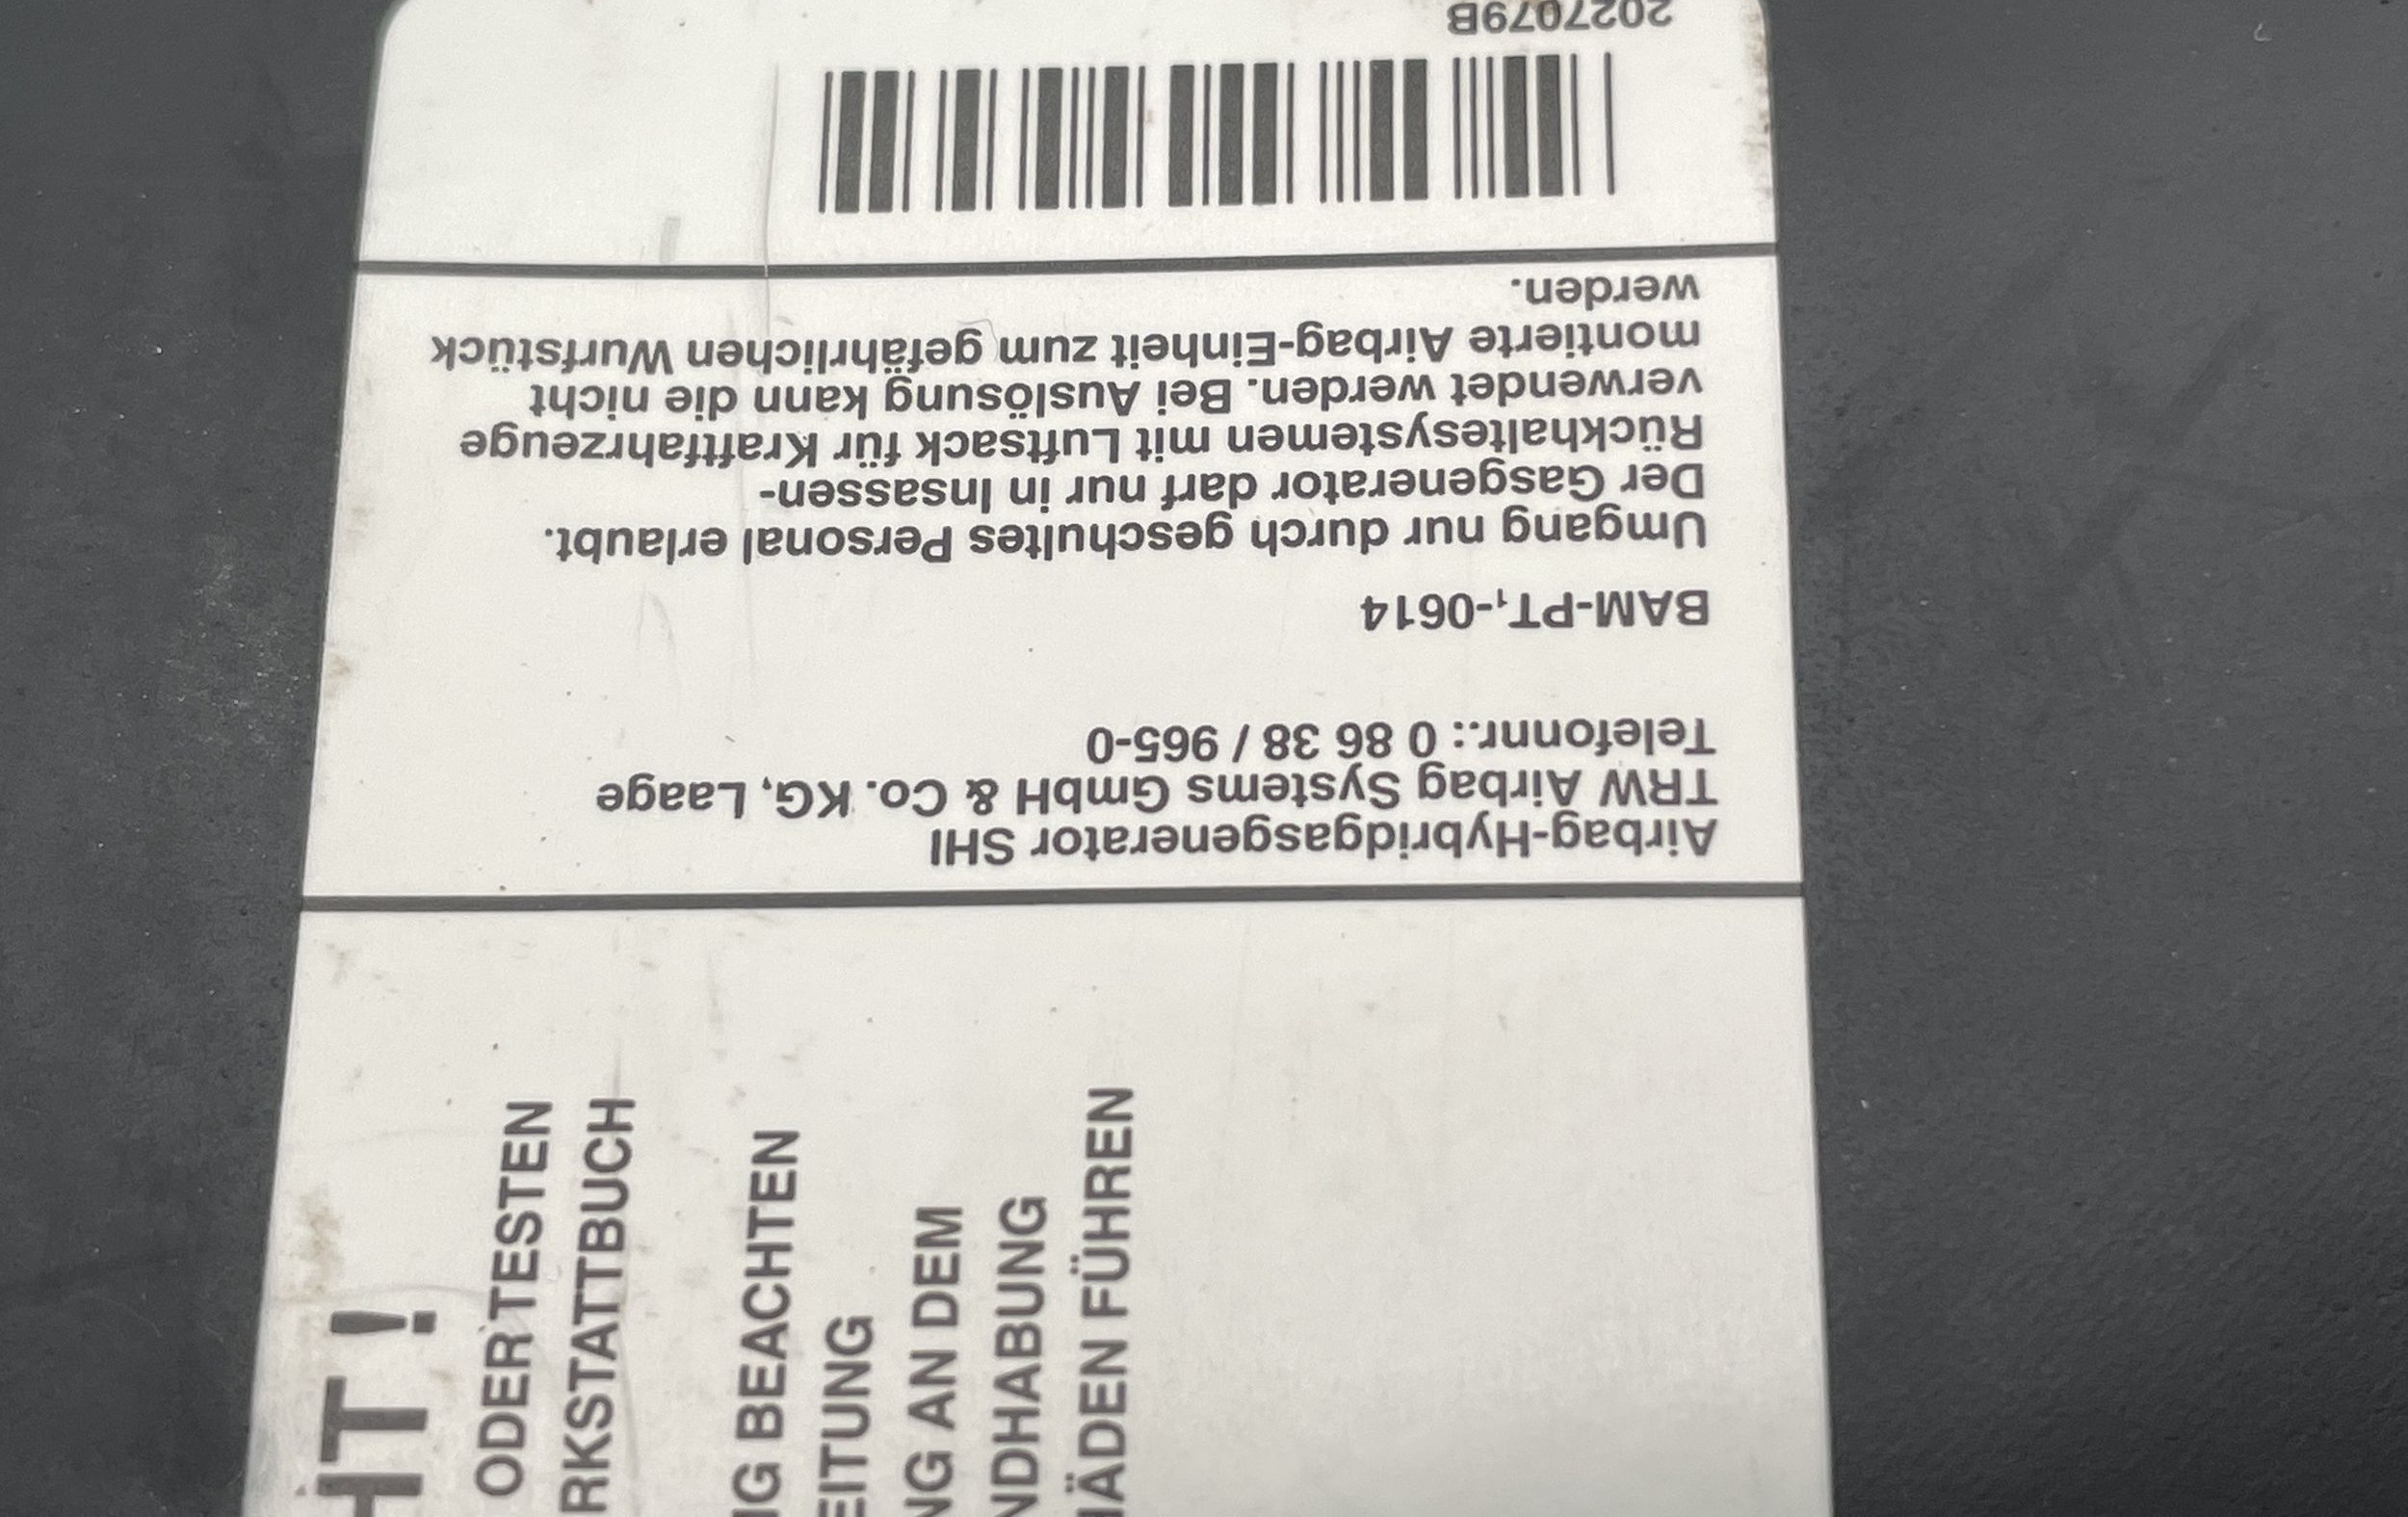 Airbag-Hybridgasgenerator SHI
TRW Airbag Systems GmbH & Co. KG, Laage
Telefonnr.: 0 86 38 / 965-0
BAM-PT₁-0614
Umgang nur durch geschultes Personal erlaubt.
Der Gasgenerator darf nur in Insassen-
Rückhaltesystemen mit Luftsack für Kraftfahrzeuge
verwendet werden. Bei Auslösung kann die nicht
montierte Airbag-Einheit zum gefährlichen Wurfstück
werden.
2027079B
HT !
ODER TESTEN
RKSTATTBUCH
NG BEACHTEN
EITUNG
NG AN DEM
NDHABUNG
HÄDEN FÜHREN